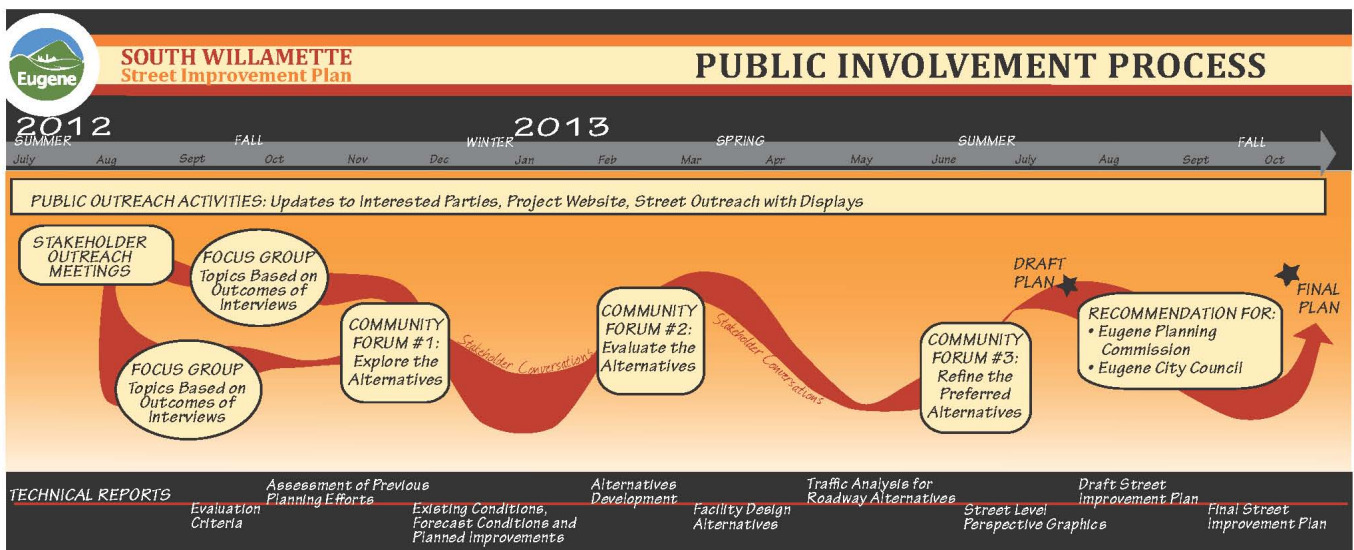 Eugene
SOUTH WILLAMETTE
Street Improvement Plan
PUBLIC INVOLVEMENT PROCESS
2012
2013
SUMMER
FALL
WINTER
SPRING
SUMMER
FALL
July Aug Sept Oct Nov Dec Jan Feb Mar Apr May June July Aug Sept Oct
PUBLIC OUTREACH ACTIVITIES: Updates to Interested Parties, Project Website, Street Outreach with Displays
STAKEHOLDER
OUTREACH
MEETINGS
FOCUS GROUP
Topics Based on
Outcomes of
Interviews
FOCUS GROUP
Topics Based on
Outcomes of
Interviews
COMMUNITY
FORUM #1:
Explore the
Alternatives
Stakeholder Conversations
COMMUNITY
FORUM #2:
Evaluate the
Alternatives
Stakeholder Conversations
COMMUNITY
FORUM #3:
Refine the
Preferred
Alternatives
DRAFT
PLAN
RECOMMENDATION FOR:
• Eugene Planning
Commission
• Eugene City Council
FINAL
PLAN
TECHNICAL REPORTS
Evaluation
Criteria
Assessment of Previous
Planning Efforts
Existing Conditions,
Forecast Conditions and
Planned Improvements
Alternatives
Development
Facility Design
Alternatives
Traffic Analysis for
Roadway Alternatives
Street Level
Perspective Graphics
Draft Street
Improvement Plan
Final Street
Improvement Plan